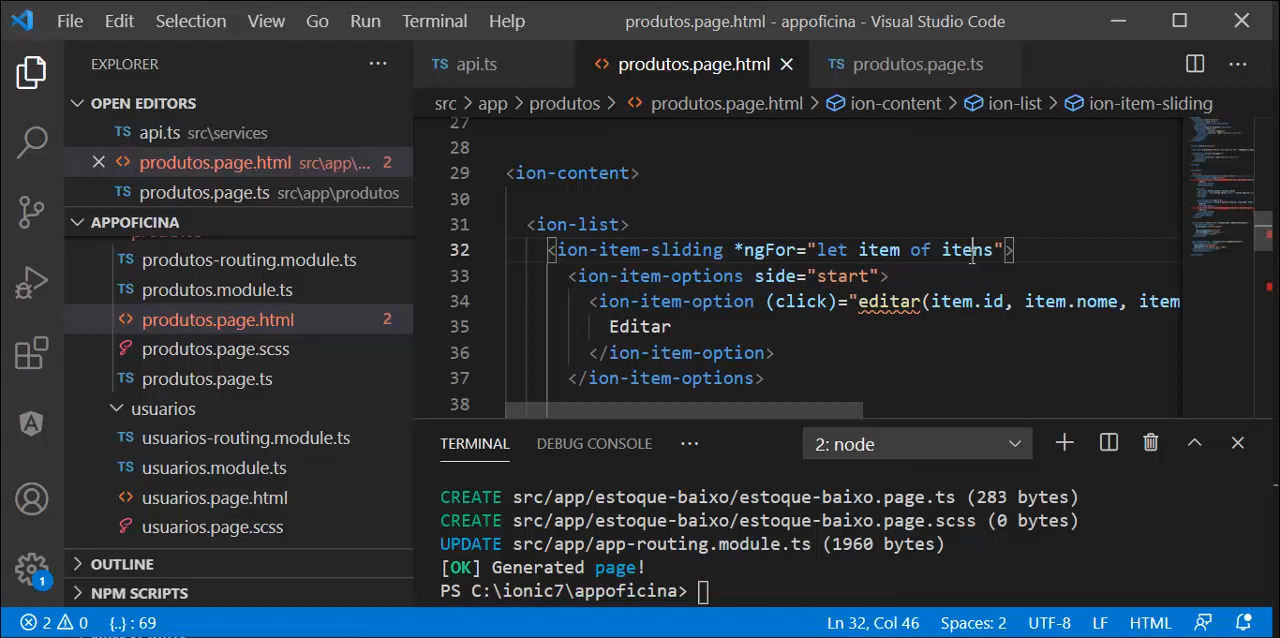 File Edit Selection View Go Run Terminal Help produtos.page.html - appoficina - Visual Studio Code
EXPLORER ···
OPEN EDITORS
TS api.ts src\services
<> produtos.page.html src\app\... 2
TS produtos.page.ts src\app\produtos
APPOFICINA
TS produtos-routing.module.ts
TS produtos.module.ts
<> produtos.page.html 2
produtos.page.scss
TS produtos.page.ts
usuarios
TS usuarios-routing.module.ts
TS usuarios.module.ts
<> usuarios.page.html
usuarios.page.scss
OUTLINE
NPM SCRIPTS
1
TS api.ts <> produtos.page.html TS produtos.page.ts ···
src > app > produtos > <> produtos.page.html > ion-content > ion-list > ion-item-sliding
27
28
29 <ion-content>
30
31 <ion-list>
32 <ion-item-sliding *ngFor="let item of itens">
33 <ion-item-options side="start">
34 <ion-item-option (click)="editar(item.id, item.nome, item
35 Editar
36 </ion-item-option>
37 </ion-item-options>
38
TERMINAL DEBUG CONSOLE ··· 2: node
CREATE src/app/estoque-baixo/estoque-baixo.page.ts (283 bytes)
CREATE src/app/estoque-baixo/estoque-baixo.page.scss (0 bytes)
UPDATE src/app/app-routing.module.ts (1960 bytes)
[OK] Generated page!
PS C:\ionic7\appoficina>
2 0 {..} : 69 Ln 32, Col 46 Spaces: 2 UTF-8 LF HTML